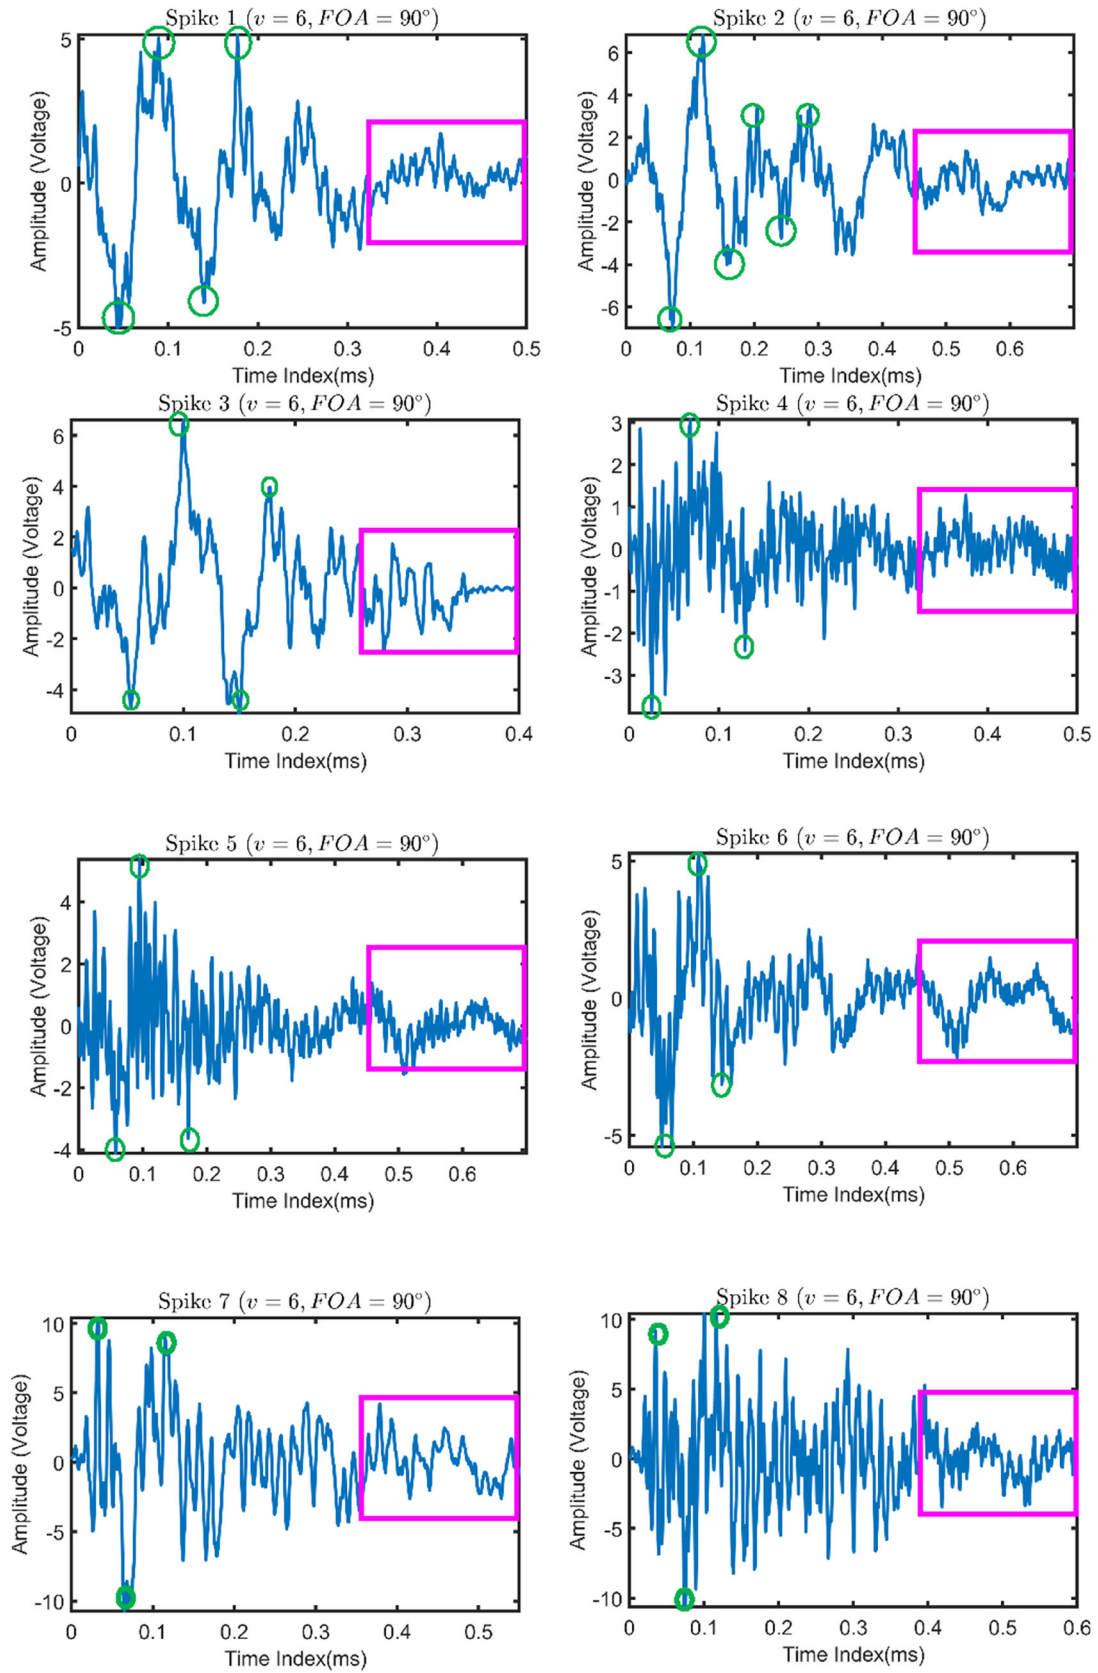 Spike 1 (v = 6, FOA = 90°)
Amplitude (Voltage)
5
0
-5
0 0.1 0.2 0.3 0.4 0.5
Time Index(ms)
Spike 2 (v = 6, FOA = 90°)
Amplitude (Voltage)
6
4
2
0
-2
-4
-6
0 0.1 0.2 0.3 0.4 0.5 0.6
Time Index(ms)
Spike 3 (v = 6, FOA = 90°)
Amplitude (Voltage)
6
4
2
0
-2
-4
0 0.1 0.2 0.3 0.4
Time Index(ms)
Spike 4 (v = 6, FOA = 90°)
Amplitude (Voltage)
3
2
1
0
-1
-2
-3
0 0.1 0.2 0.3 0.4 0.5
Time Index(ms)
Spike 5 (v = 6, FOA = 90°)
Amplitude (Voltage)
4
2
0
-2
-4
0 0.1 0.2 0.3 0.4 0.5 0.6
Time Index(ms)
Spike 6 (v = 6, FOA = 90°)
Amplitude (Voltage)
5
0
-5
0 0.1 0.2 0.3 0.4 0.5 0.6
Time Index(ms)
Spike 7 (v = 6, FOA = 90°)
Amplitude (Voltage)
10
5
0
-5
-10
0 0.1 0.2 0.3 0.4 0.5
Time Index(ms)
Spike 8 (v = 6, FOA = 90°)
Amplitude (Voltage)
10
5
0
-5
-10
0 0.1 0.2 0.3 0.4 0.5 0.6
Time Index(ms)